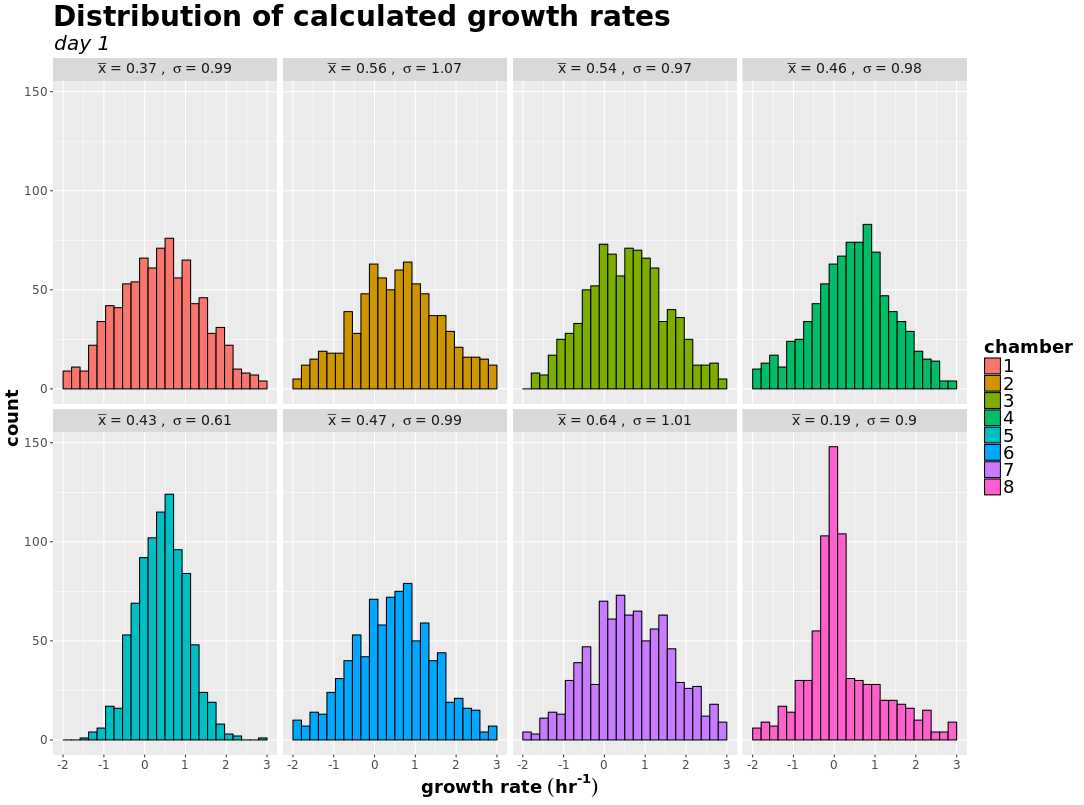 Distribution of calculated growth rates
day 1
x̅ = 0.37 , σ = 0.99
x̅ = 0.56 , σ = 1.07
x̅ = 0.54 , σ = 0.97
x̅ = 0.46 , σ = 0.98
150
100
50
0
x̅ = 0.43 , σ = 0.61
x̅ = 0.47 , σ = 0.99
x̅ = 0.64 , σ = 1.01
x̅ = 0.19 , σ = 0.9
150
100
50
0
-2 -1 0 1 2 3
-2 -1 0 1 2 3
-2 -1 0 1 2 3
-2 -1 0 1 2 3
count
growth rate (hr⁻¹)
chamber
1
2
3
4
5
6
7
8